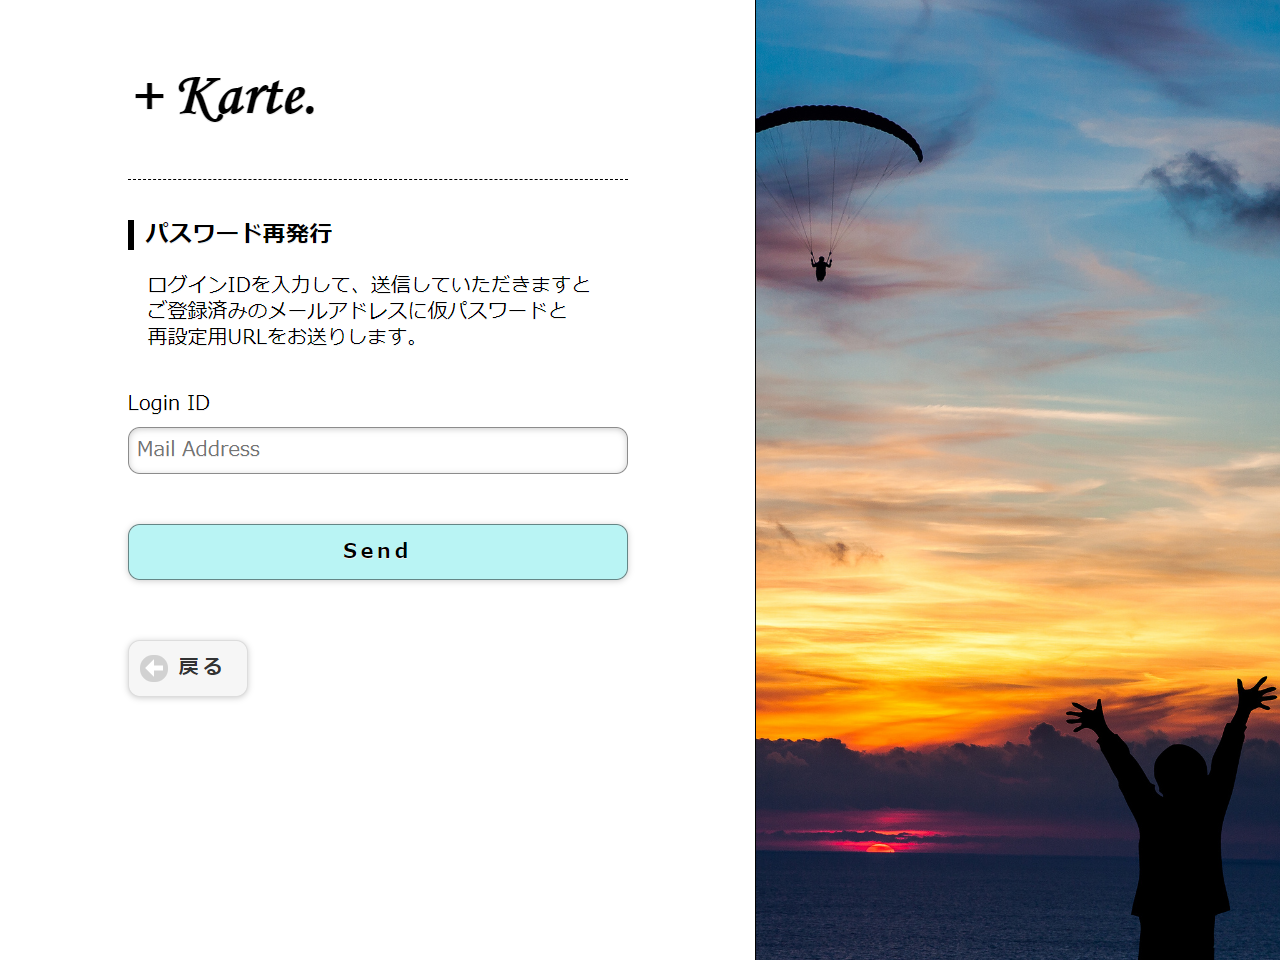 + Karte.
パスワード再発行
ログインIDを入力して、送信していただきますと
ご登録済みのメールアドレスに仮パスワードと
再設定用URLをお送りします。
Login ID
Mail Address
Send
戻る